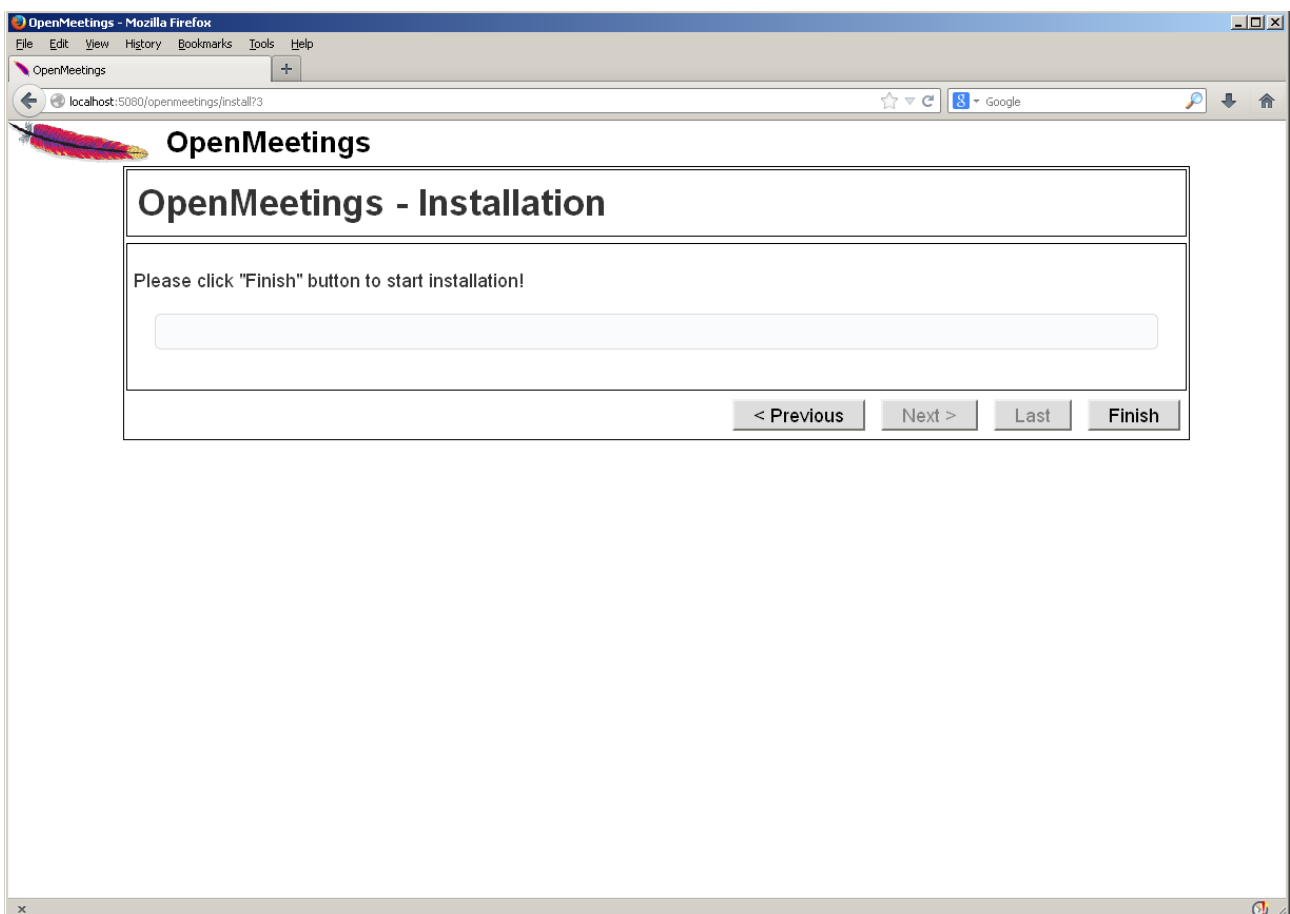 OpenMeetings - Mozilla Firefox
File Edit View History Bookmarks Tools Help
OpenMeetings +
localhost:5080/openmeetings/install?3 8 Google
OpenMeetings
OpenMeetings - Installation
Please click "Finish" button to start installation!
< Previous Next > Last Finish
x